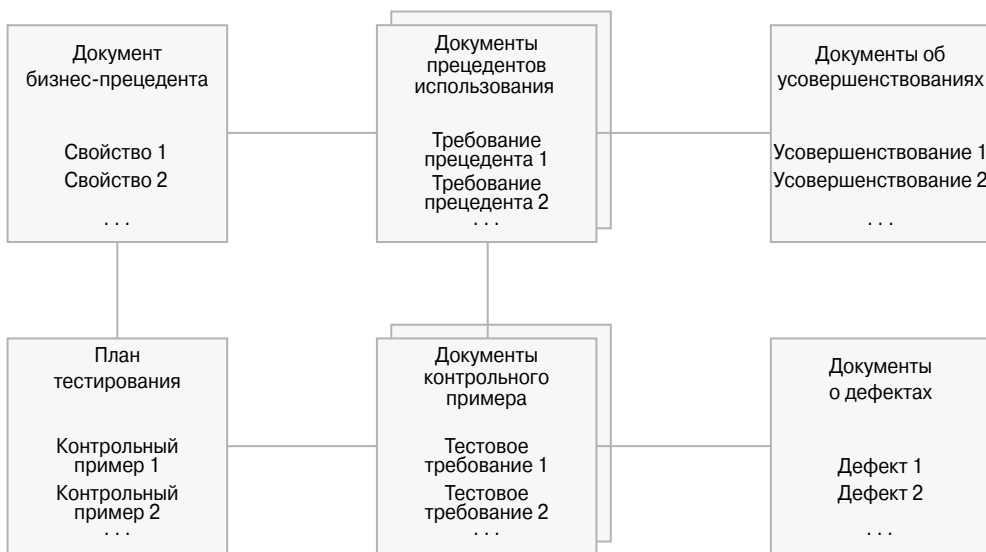 Документ
бизнес-прецедента
Свойство 1
Свойство 2
. . .
Документы
прецедентов
использования
Требование
прецедента 1
Требование
прецедента 2
. . .
Документы об
усовершенствованиях
Усовершенствование 1
Усовершенствование 2
. . .
План
тестирования
Контрольный
пример 1
Контрольный
пример 2
. . .
Документы
контрольного
примера
Тестовое
требование 1
Тестовое
требование 2
. . .
Документы
о дефектах
Дефект 1
Дефект 2
. . .